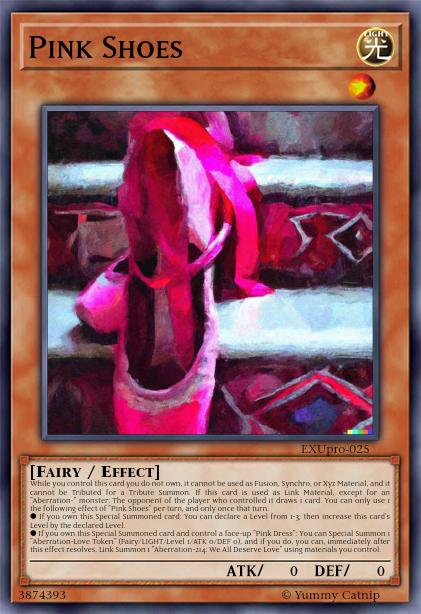 PINK SHOES
LIGHT
光
EXUpro-025
[FAIRY / EFFECT]
While you control this card you do not own, it cannot be used as Fusion, Synchro, or Xyz Material, and it
cannot be Tributed for a Tribute Summon. If this card is used as Link Material, except for an
"Aberration-" monster: The opponent of the player who controlled it draws 1 card. You can only use 1
the following effect of "Pink Shoes" per turn, and only once that turn.
● If you own this Special Summoned card: You can declare a Level from 1-3; then increase this card's
Level by the declared Level.
● If you own this Special Summoned card and control a face-up "Pink Dress": You can Special Summon 1
"Aberration-Love Token" (Fairy/LIGHT/Level 1/ATK 0/DEF 0), and if you do, you can, immediately after
this effect resolves, Link Summon 1 "Aberration-214: We All Deserve Love" using materials you control.
ATK/ 0 DEF/ 0
3874393
© Yummy Catnip